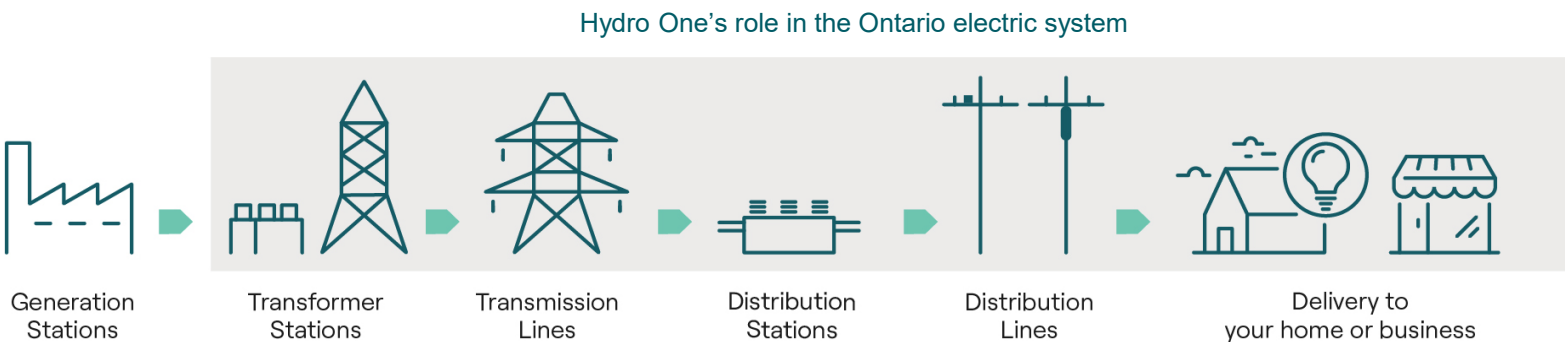 Hydro One’s role in the Ontario electric system
Generation
Stations
Transformer
Stations
Transmission
Lines
Distribution
Stations
Distribution
Lines
Delivery to
your home or business